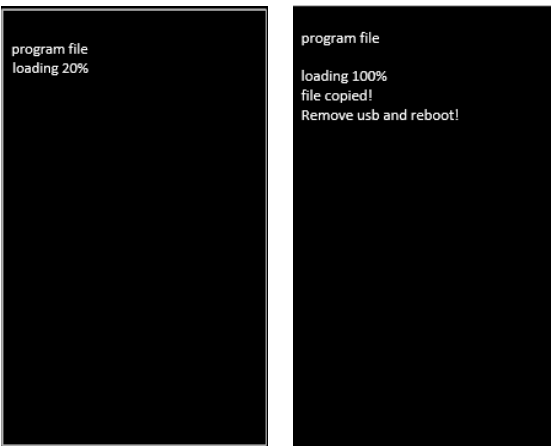 program file
loading 20%
program file
loading 100%
file copied!
Remove usb and reboot!